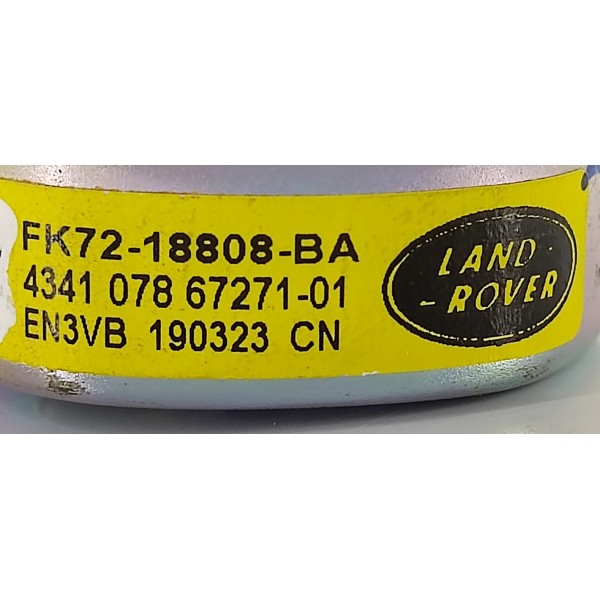 FK72-18808-BA
4341 078 67271-01
EN3VB 190323 CN
LAND
-ROVER